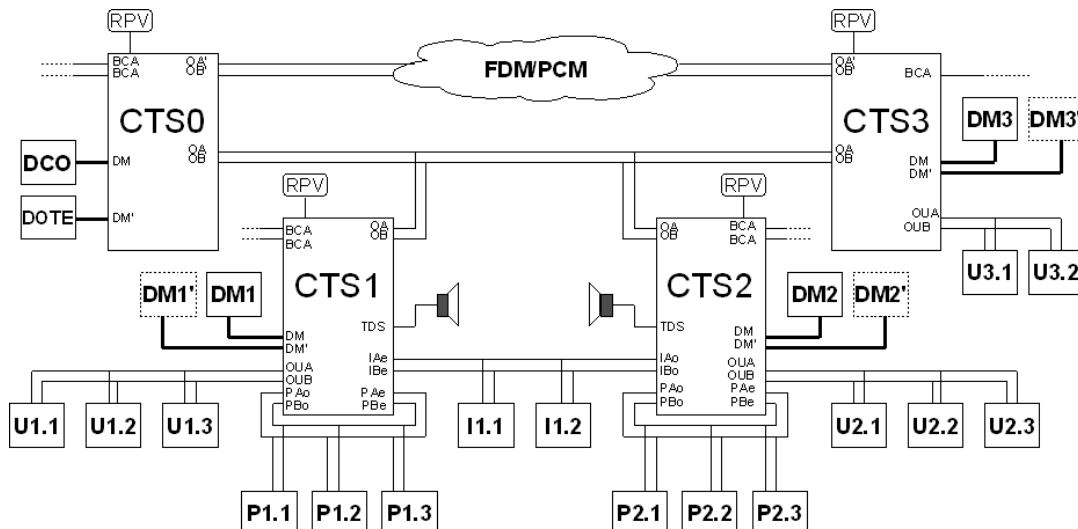 RPV
RPV
BCA
BCA
OA'
OB'
FDM/PCM
OA'
OB'
BCA
CTS0
CTS3
DM3
DM3'
DCO
DM
OA
OB
OA
OB
DM
DM'
DOTE
DM'
RPV
RPV
OUA
OUB
BCA
BCA
OA
OB
OA
OB
BCA
BCA
U3.1
U3.2
CTS1
CTS2
DM1'
DM1
DM2
DM2'
TDS
TDS
DM
DM'
DM
DM'
OUA
OUB
IAe
IBe
IAo
IBo
OUA
OUB
PAo
PBo
PAe
PBe
PAo
PBo
PAe
PBe
U1.1
U1.2
U1.3
I1.1
I1.2
U2.1
U2.2
U2.3
P1.1
P1.2
P1.3
P2.1
P2.2
P2.3